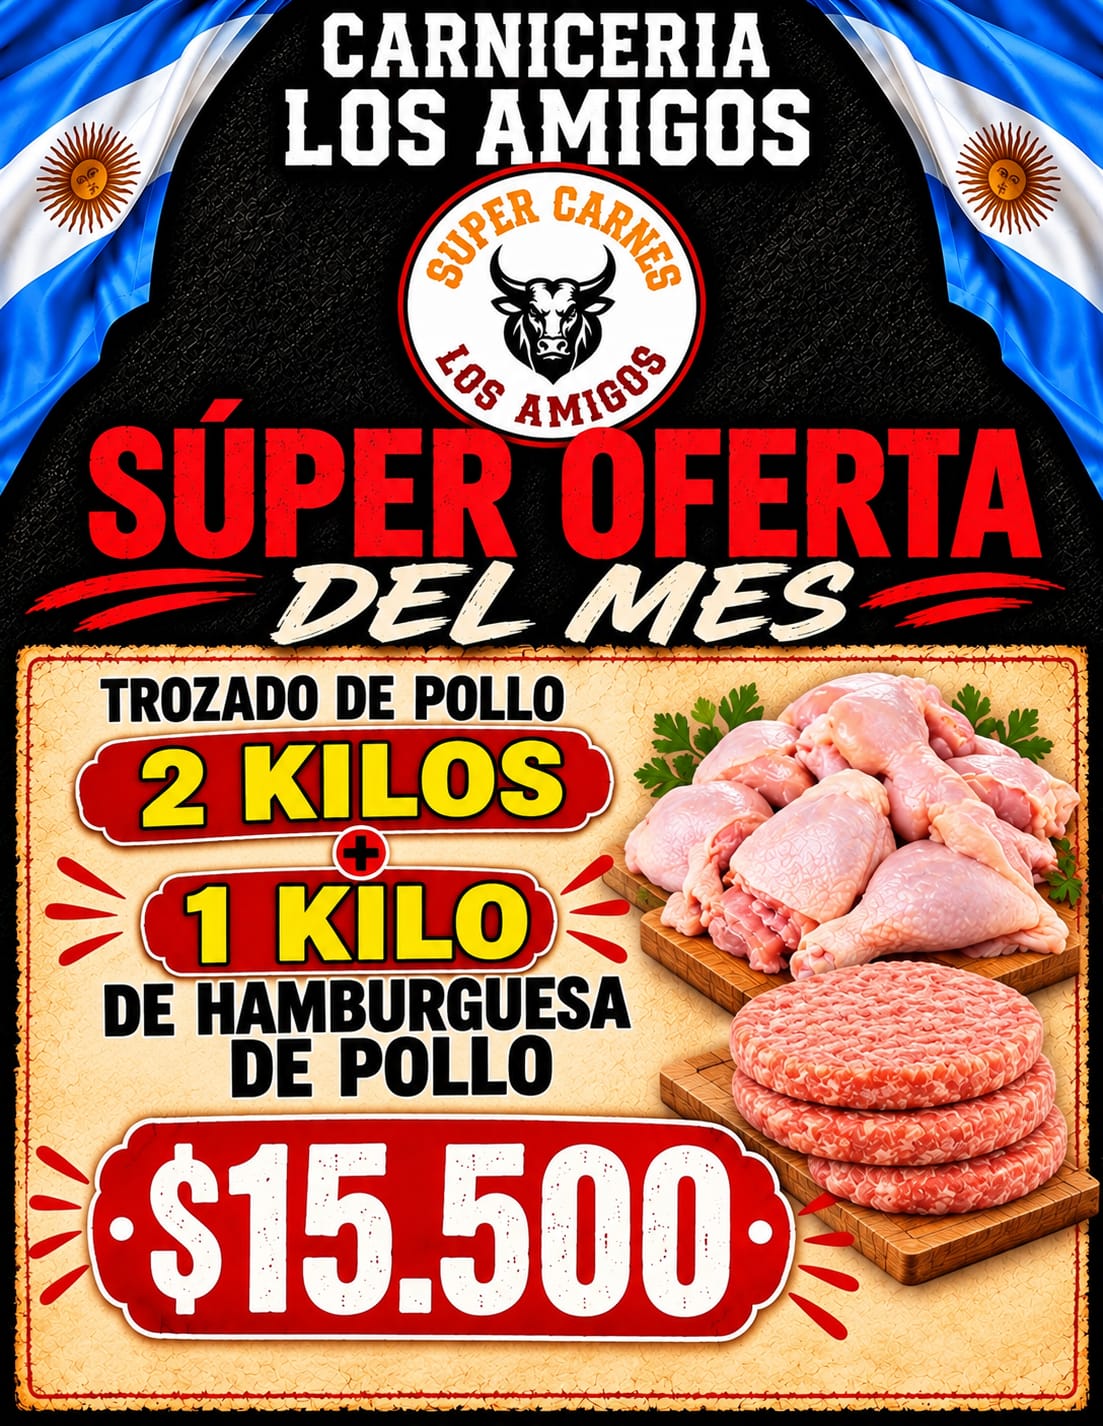 CARNICERIA
LOS AMIGOS
SUPER CARNES
LOS AMIGOS
SÚPER OFERTA
DEL MES
TROZADO DE POLLO
2 KILOS
+
1 KILO
DE HAMBURGUESA
DE POLLO
$15.500